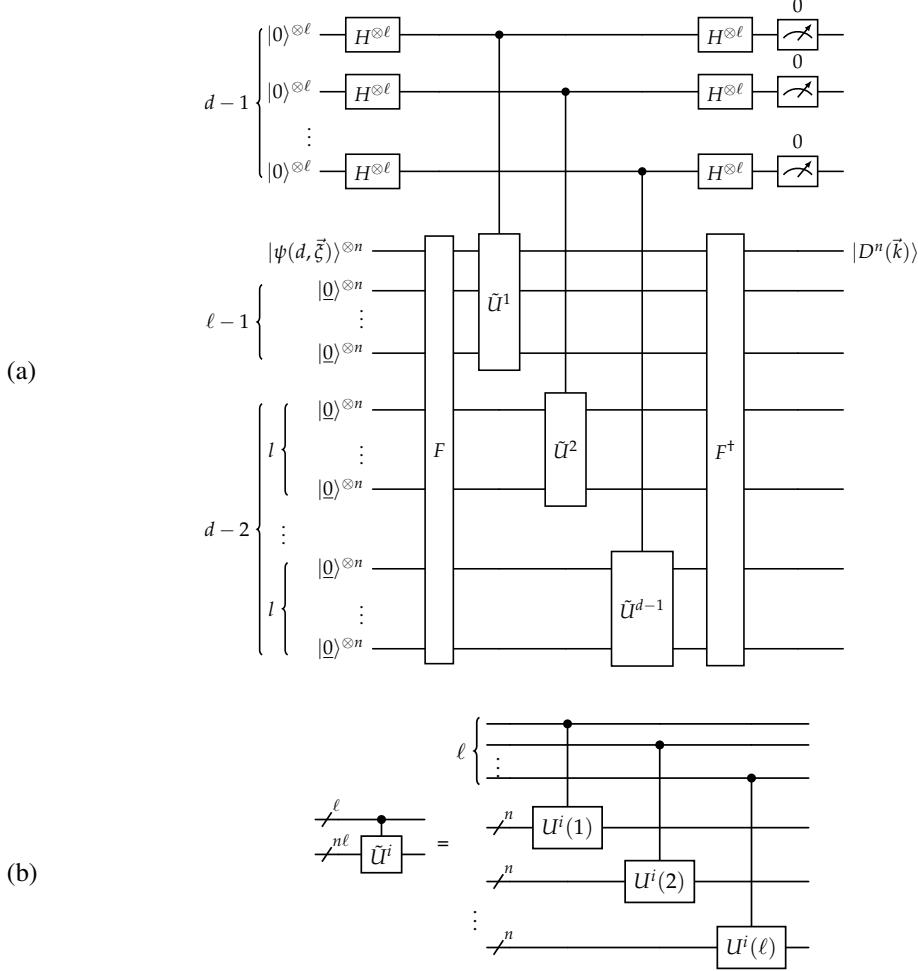 0
|0⟩^{⊗ℓ} H^{⊗ℓ} H^{⊗ℓ}
0
d − 1 |0⟩^{⊗ℓ} H^{⊗ℓ} H^{⊗ℓ}
⋮ 0
|0⟩^{⊗ℓ} H^{⊗ℓ} H^{⊗ℓ}
|ψ(d, ξ⃗)⟩^{⊗n} |D^n(k⃗)⟩
|0̲⟩^{⊗n}
ℓ − 1 ⋮ Ũ^1
|0̲⟩^{⊗n}
(a)
|0̲⟩^{⊗n}
l ⋮ F Ũ^2 F^†
|0̲⟩^{⊗n}
d − 2 ⋮
|0̲⟩^{⊗n}
l ⋮ Ũ^{d−1}
|0̲⟩^{⊗n}
ℓ ⋮
ℓ n U^i(1)
(b) nℓ Ũ^i = n U^i(2)
⋮
n U^i(ℓ)